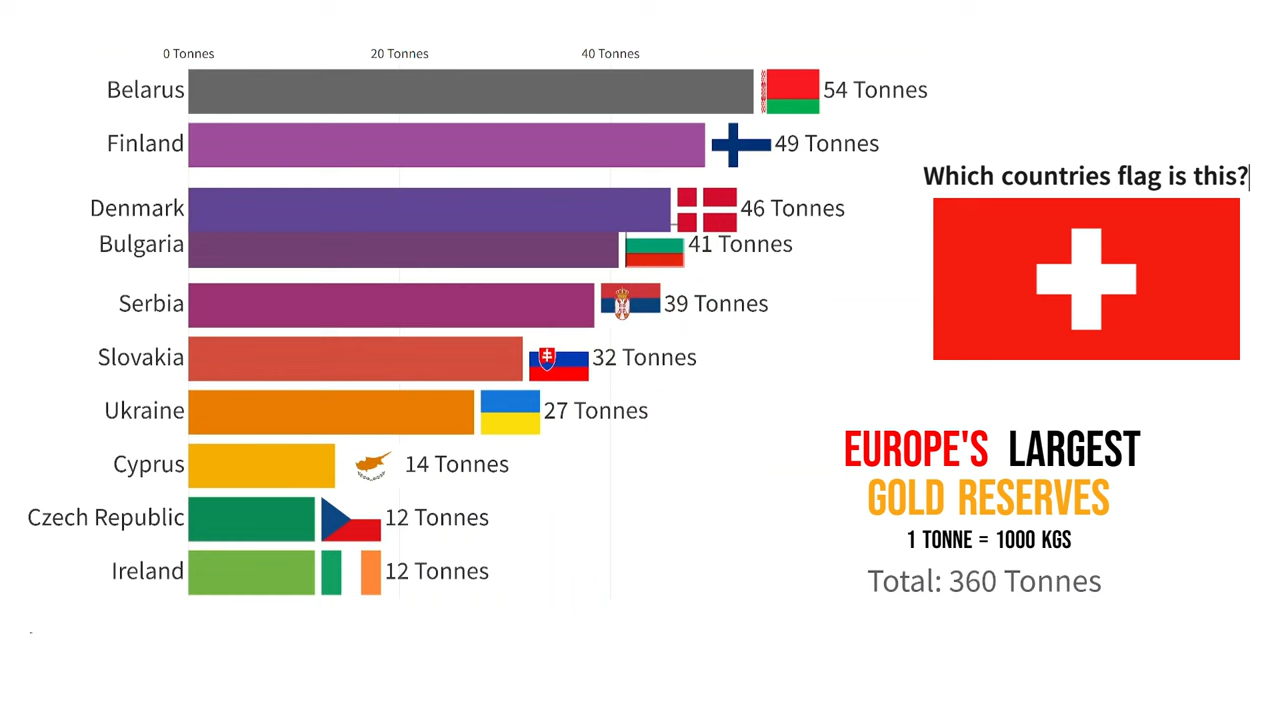 0 Tonnes 20 Tonnes 40 Tonnes
Belarus 54 Tonnes
Finland 49 Tonnes
Denmark 46 Tonnes
Bulgaria 41 Tonnes
Serbia 39 Tonnes
Slovakia 32 Tonnes
Ukraine 27 Tonnes
Cyprus 14 Tonnes
Czech Republic 12 Tonnes
Ireland 12 Tonnes
Which countries flag is this?
EUROPE'S LARGEST
GOLD RESERVES
1 TONNE = 1000 KGS
Total: 360 Tonnes